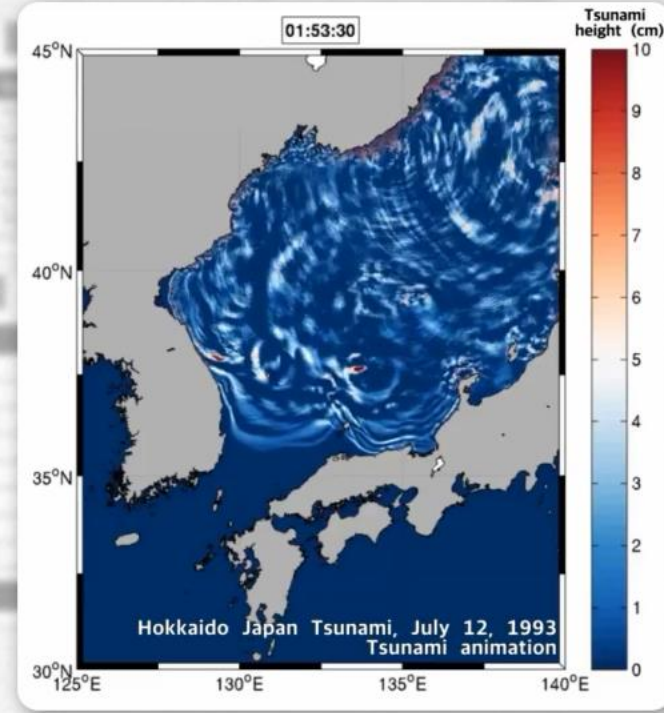 01:53:30
Tsunami
height (cm)
45°N
40°N
35°N
30°N
125°E
130°E
135°E
140°E
10
9
8
7
6
5
4
3
2
1
0
Hokkaido Japan Tsunami, July 12, 1993
Tsunami animation